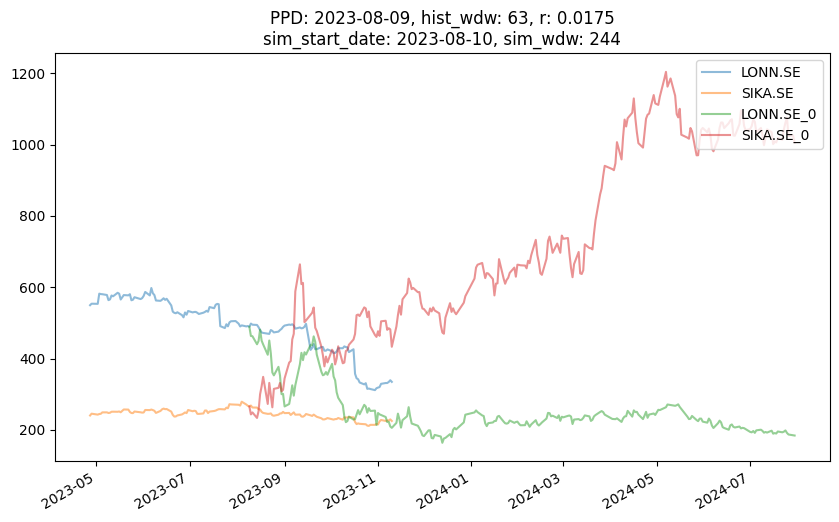 PPD: 2023-08-09, hist_wdw: 63, r: 0.0175
sim_start_date: 2023-08-10, sim_wdw: 244
LONN.SE
SIKA.SE
LONN.SE_0
SIKA.SE_0
1200
1000
800
600
400
200
2023-05
2023-07
2023-09
2023-11
2024-01
2024-03
2024-05
2024-07